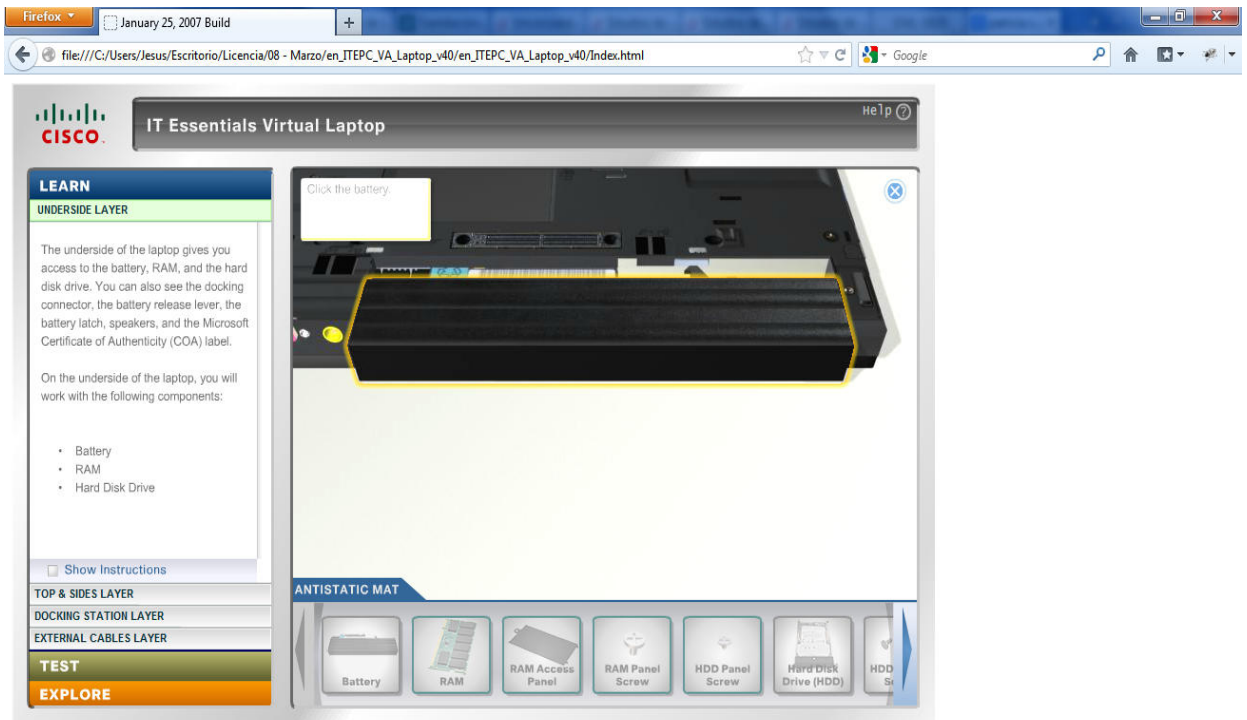 Firefox
January 25, 2007 Build
file:///C:/Users/Jesus/Escritorio/Licencia/08 - Marzo/en_ITEPC_VA_Laptop_v40/en_ITEPC_VA_Laptop_v40/Index.html
Google
CISCO
IT Essentials Virtual Laptop
Help
LEARN
UNDERSIDE LAYER
The underside of the laptop gives you
access to the battery, RAM, and the hard
disk drive. You can also see the docking
connector, the battery release lever, the
battery latch, speakers, and the Microsoft
Certificate of Authenticity (COA) label.
On the underside of the laptop, you will
work with the following components:
• Battery
• RAM
• Hard Disk Drive
Show Instructions
TOP & SIDES LAYER
DOCKING STATION LAYER
EXTERNAL CABLES LAYER
TEST
EXPLORE
Click the battery.
ANTISTATIC MAT
Battery
RAM
RAM Access
Panel
RAM Panel
Screw
HDD Panel
Screw
Hard Disk
Drive (HDD)
HDD